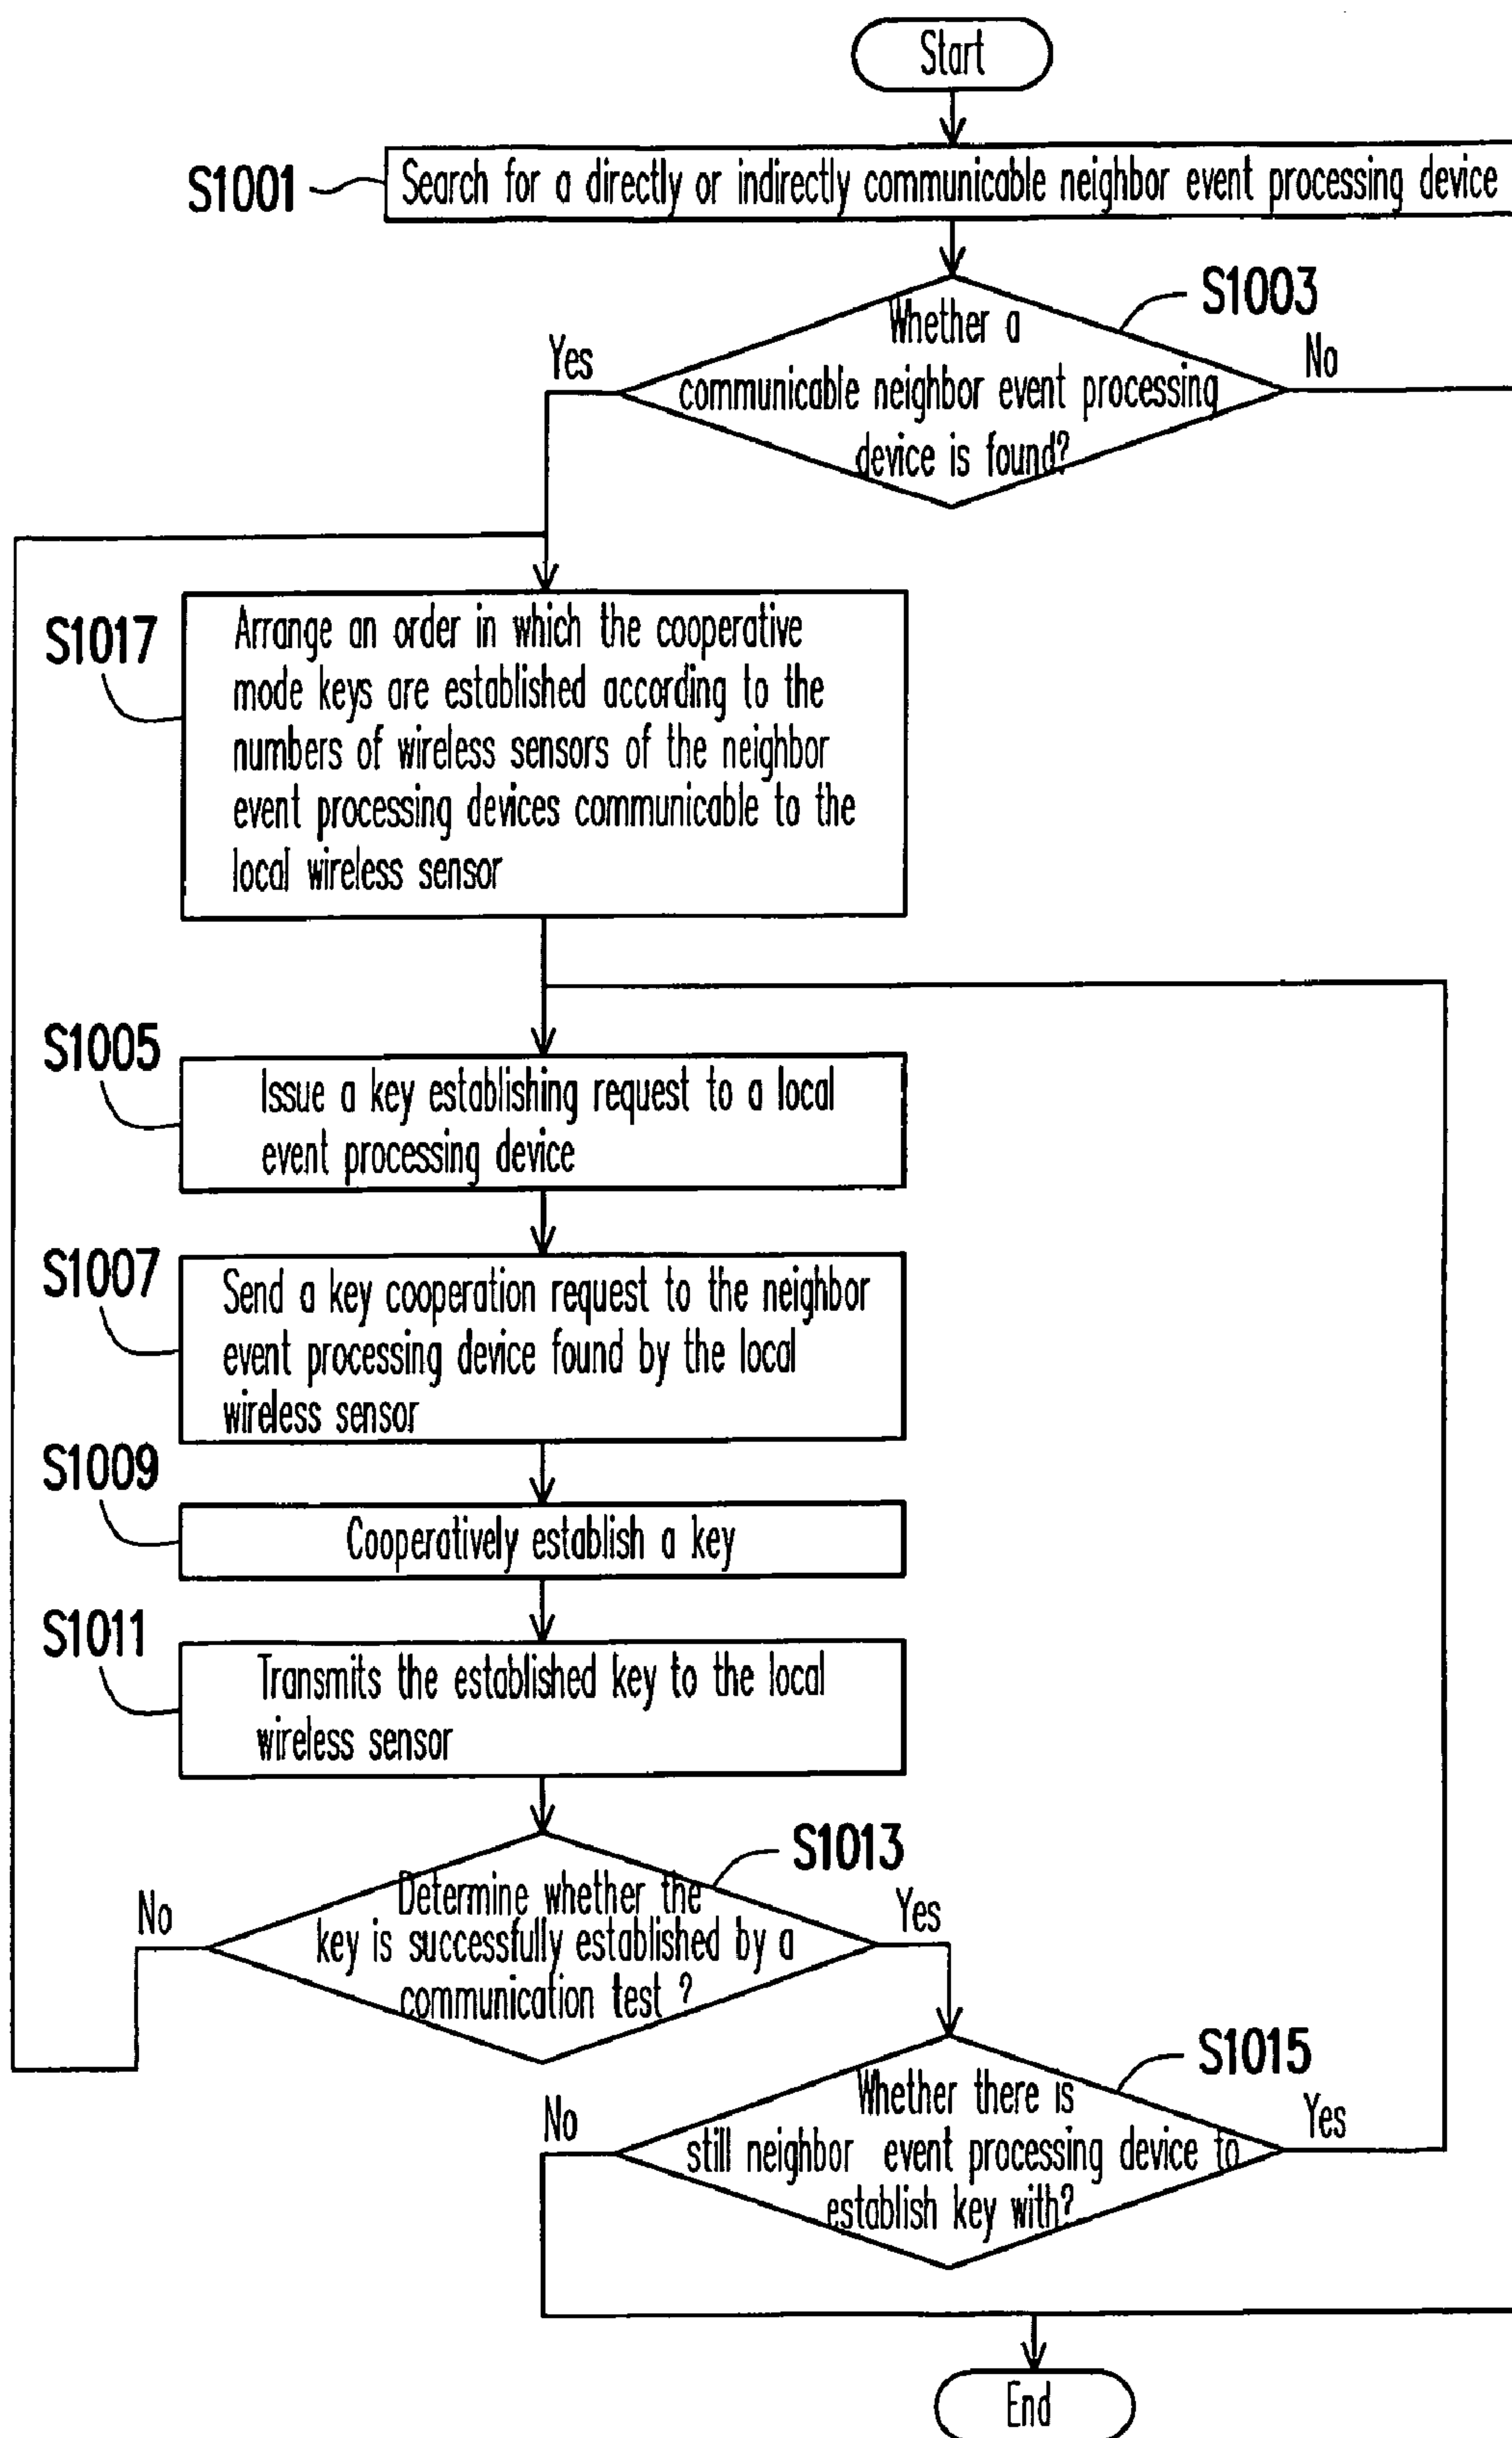 Start
S1001
Search for a directly or indirectly communicable neighbor event processing device
S1003
Whether a
communicable neighbor event processing
device is found?
Yes
No
S1017
Arrange an order in which the cooperative
mode keys are established according to the
numbers of wireless sensors of the neighbor
event processing devices communicable to the
local wireless sensor
S1005
Issue a key establishing request to a local
event processing device
S1007
Send a key cooperation request to the neighbor
event processing device found by the local
wireless sensor
S1009
Cooperatively establish a key
S1011
Transmits the established key to the local
wireless sensor
S1013
Determine whether the
key is successfully established by a
communication test ?
No
Yes
S1015
Whether there is
still neighbor event processing device to
establish key with?
No
Yes
End